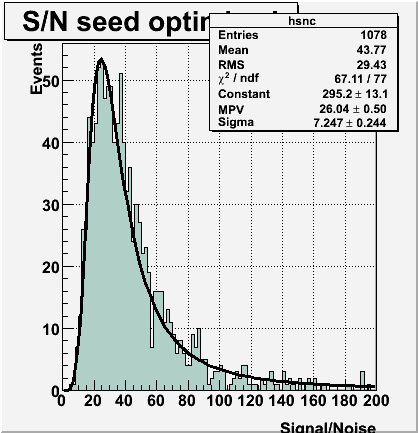 S/N seed optim
hsnc
Entries 1078
Mean 43.77
RMS 29.43
χ² / ndf 67.11 / 77
Constant 295.2 ± 13.1
MPV 26.04 ± 0.50
Sigma 7.247 ± 0.244
Events
50
40
30
20
10
0
0 20 40 60 80 100 120 140 160 180 200
Signal/Noise